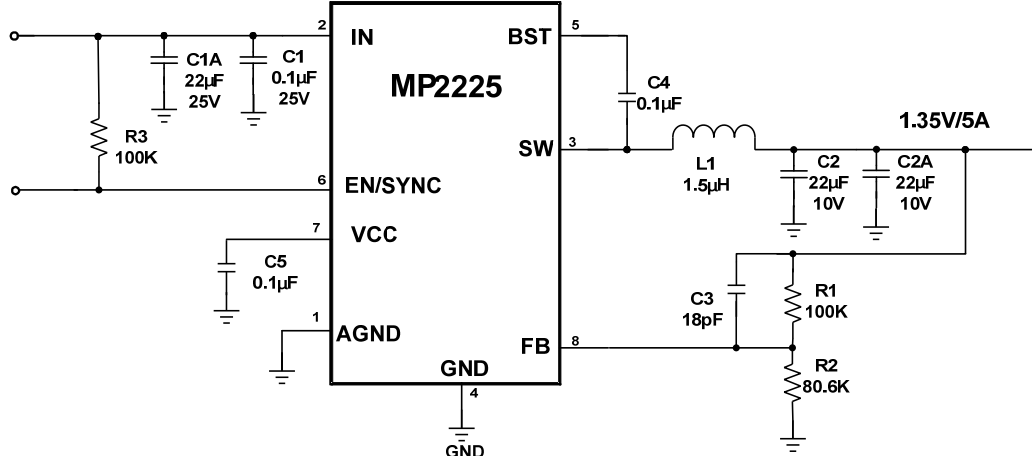 2
IN
C1A
22µF
25V
C1
0.1µF
25V
R3
100K
6
EN/SYNC
7
VCC
C5
0.1µF
1
AGND
MP2225
GND
4
GND
5
BST
C4
0.1µF
SW
3
L1
1.5µH
1.35V/5A
C2
22µF
10V
C2A
22µF
10V
C3
18pF
R1
100K
FB
8
R2
80.6K